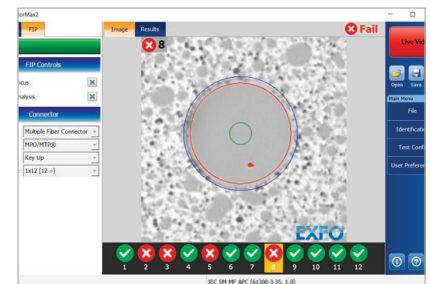 orMax2
FIP
Image
Results
Fail
Live Vid
8
FIP Controls
ocus
nalysis
Open
Save
Main Menu
Connector
File
Multiple Fiber Connector
MPO/MTP®
Key Up
1x12 [12 ]
Identificatio
Test Conf
User Preferen
EXFO
1 2 3 4 5 6 7 8 9 10 11 12
IEC SM MF APC (61300-3-35, 1.0)